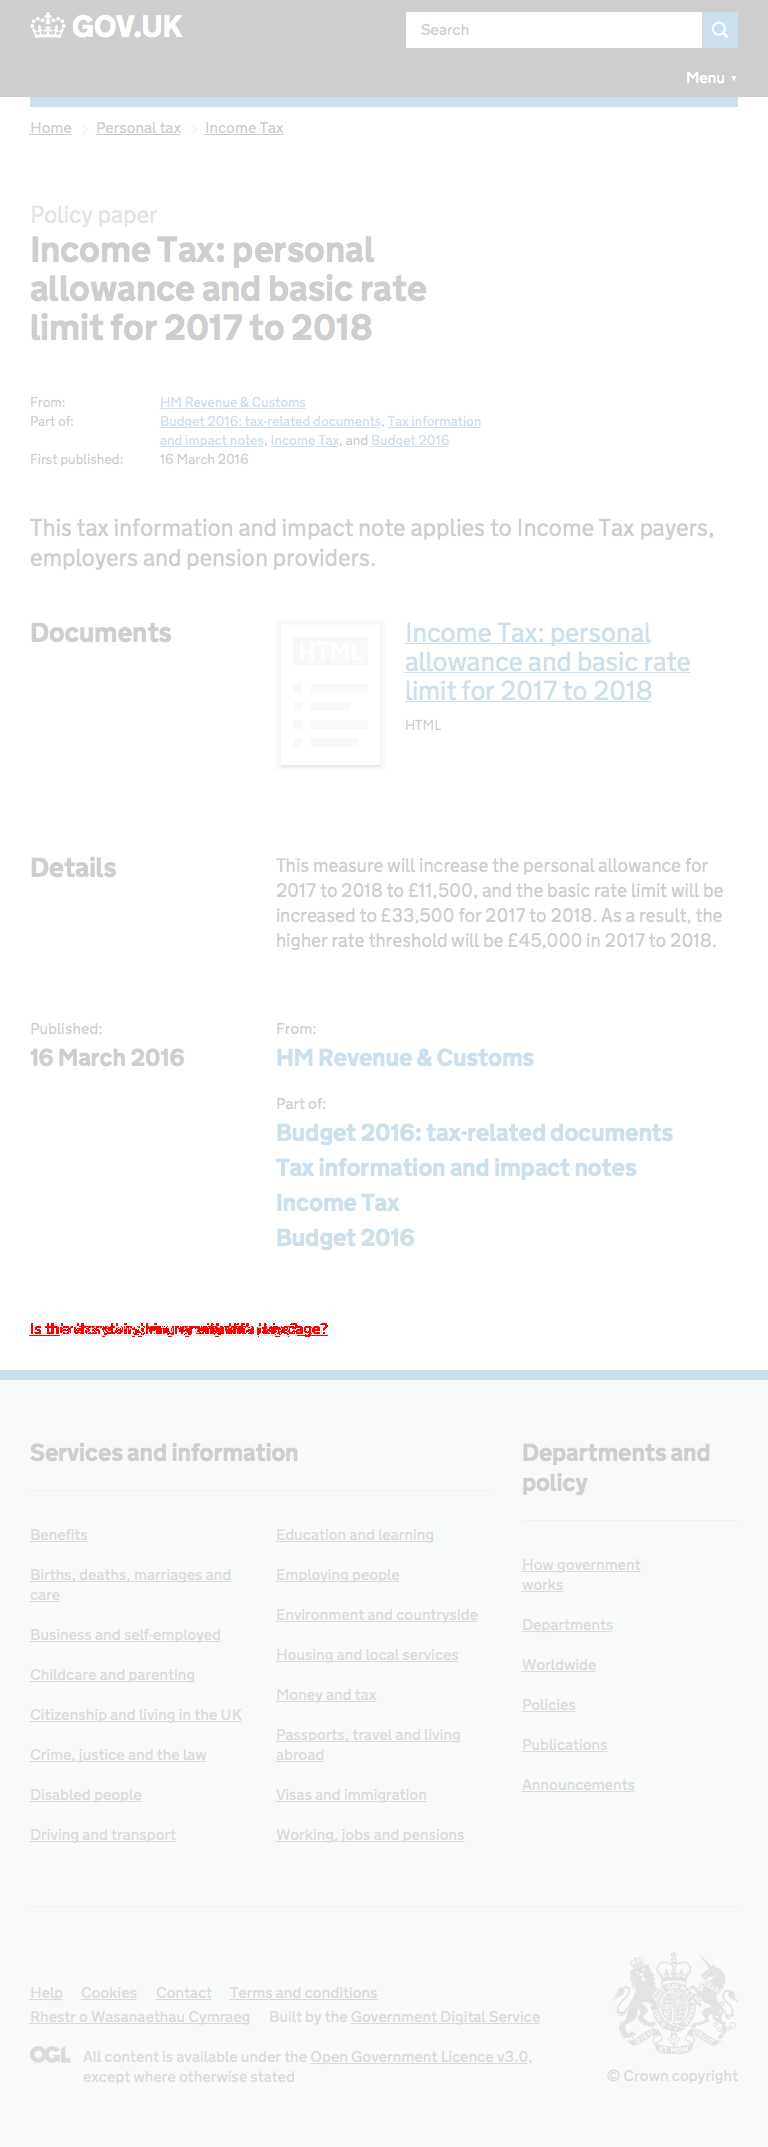 GOV.UK
Search
Menu ▼
Home Personal tax Income Tax
Policy paper
Income Tax: personal
allowance and basic rate
limit for 2017 to 2018
From: HM Revenue & Customs
Part of: Budget 2016: tax-related documents, Tax information
and impact notes, Income Tax, and Budget 2016
First published: 16 March 2016
This tax information and impact note applies to Income Tax payers,
employers and pension providers.
Documents
HTML
Income Tax: personal
allowance and basic rate
limit for 2017 to 2018
HTML
Details
This measure will increase the personal allowance for
2017 to 2018 to £11,500, and the basic rate limit will be
increased to £33,500 for 2017 to 2018. As a result, the
higher rate threshold will be £45,000 in 2017 to 2018.
Published:
16 March 2016
From:
HM Revenue & Customs
Part of:
Budget 2016: tax-related documents
Tax information and impact notes
Income Tax
Budget 2016
Services and information
Benefits
Births, deaths, marriages and
care
Business and self-employed
Childcare and parenting
Citizenship and living in the UK
Crime, justice and the law
Disabled people
Driving and transport
Education and learning
Employing people
Environment and countryside
Housing and local services
Money and tax
Passports, travel and living
abroad
Visas and immigration
Working, jobs and pensions
Departments and
policy
How government
works
Departments
Worldwide
Policies
Publications
Announcements
Help Cookies Contact Terms and conditions
Rhestr o Wasanaethau Cymraeg Built by the Government Digital Service
OGL All content is available under the Open Government Licence v3.0,
except where otherwise stated
© Crown copyright